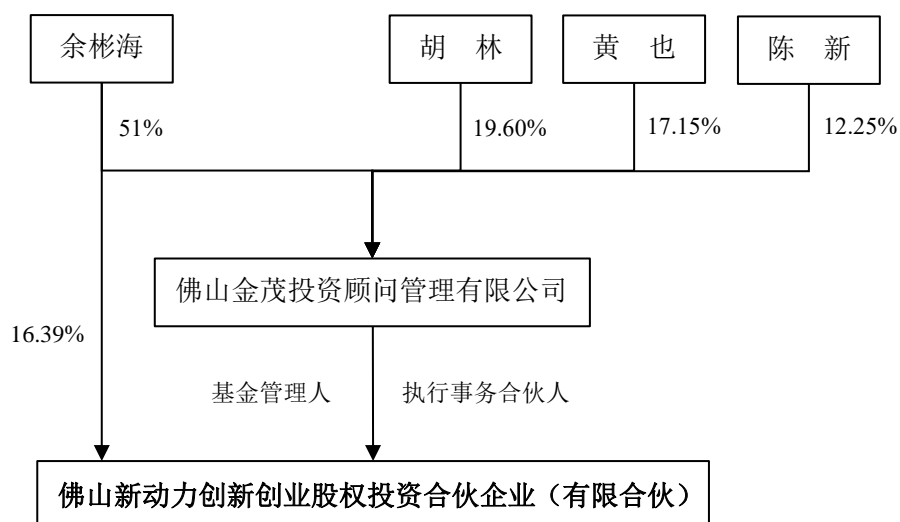 余彬海
胡　林
黄　也
陈　新
51%
19.60%
17.15%
12.25%
佛山金茂投资顾问管理有限公司
16.39%
基金管理人
执行事务合伙人
佛山新动力创新创业股权投资合伙企业（有限合伙）